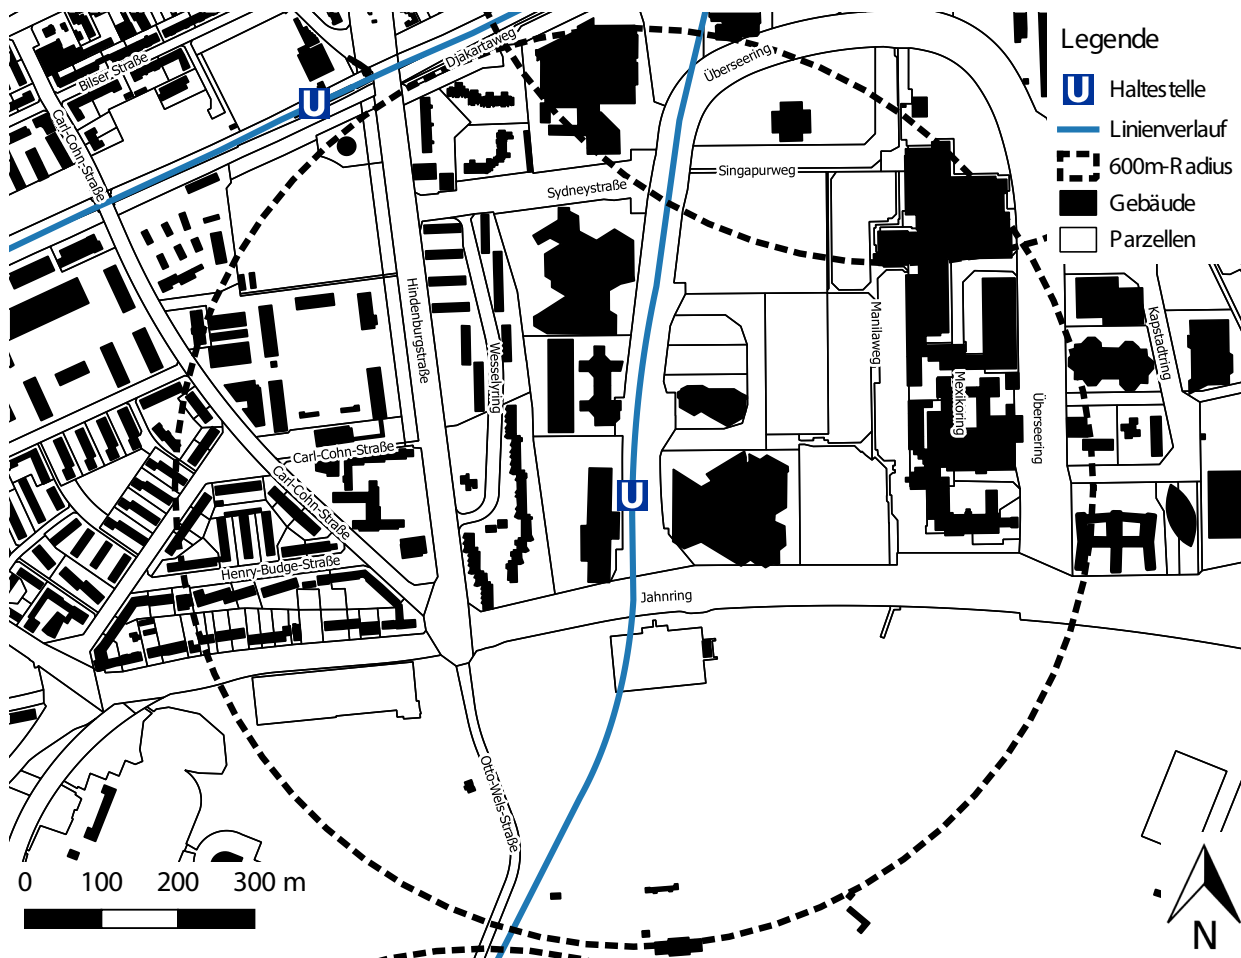 Bilser Straße
Djakartaweg
Überseering
Legende
U Haltestelle
Linienverlauf
600m-Radius
Gebäude
Parzellen
U
Carl-Cohn-Straße
Sydneystraße
Singapurweg
Hindenburgstraße
Wesselyring
Manilaweg
Mexikoring
Überseering
Kapstadtring
Carl-Cohn-Straße
Carl-Cohn-Straße
U
Henry-Budge-Straße
Jahnring
Otto-Wels-Straße
0 100 200 300 m
N